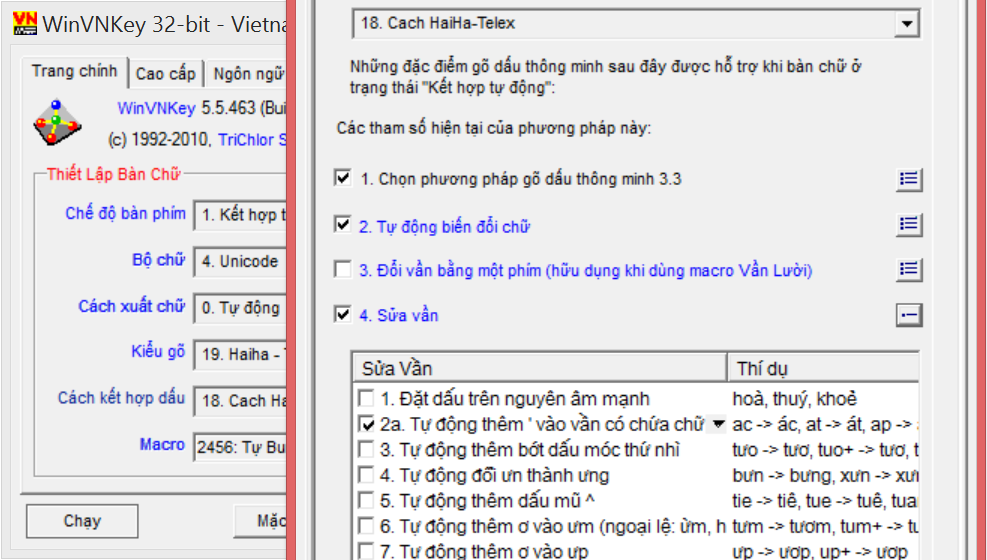 WinVNKey 32-bit - Vietna
Trang chính
Cao cấp
Ngôn ngữ
WinVNKey 5.5.463 (Bui
(c) 1992-2010, TriChlor S
Thiết Lập Bàn Chữ
Chế độ bàn phím
1. Kết hợp t
Bộ chữ
4. Unicode
Cách xuất chữ
0. Tự động
Kiểu gõ
19. Haiha -
Cách kết hợp dấu
18. Cach Ha
Macro
2456: Tự Bu
Chạy
Mặc
18. Cach HaiHa-Telex
Những đặc điểm gõ dấu thông minh sau đây được hỗ trợ khi bàn chữ ở
trạng thái "Kết hợp tự động":
Các tham số hiện tại của phương pháp này:
1. Chọn phương pháp gõ dấu thông minh 3.3
2. Tự động biến đổi chữ
3. Đổi vần bằng một phím (hữu dụng khi dùng macro Vần Lười)
4. Sửa vần
Sửa Vần Thí dụ
1. Đặt dấu trên nguyên âm mạnh hoà, thuý, khoẻ
2a. Tự động thêm ' vào vần có chứa chữ ac -> ác, at -> át, ap ->
3. Tự động thêm bớt dấu móc thứ nhì tưo -> tươ, tuo+ -> tươ, t
4. Tự động đổi ưn thành ưng bưn -> bưng, xưn -> xưn
5. Tự động thêm dấu mũ ^ tie -> tiê, tue -> tuê, tua
6. Tự động thêm ơ vào ưm (ngoại lệ: ừm, h tưm -> tươm, tum+ -> tư
7. Tự động thêm ơ vào ưp ưp -> ươp, up+ -> ươp